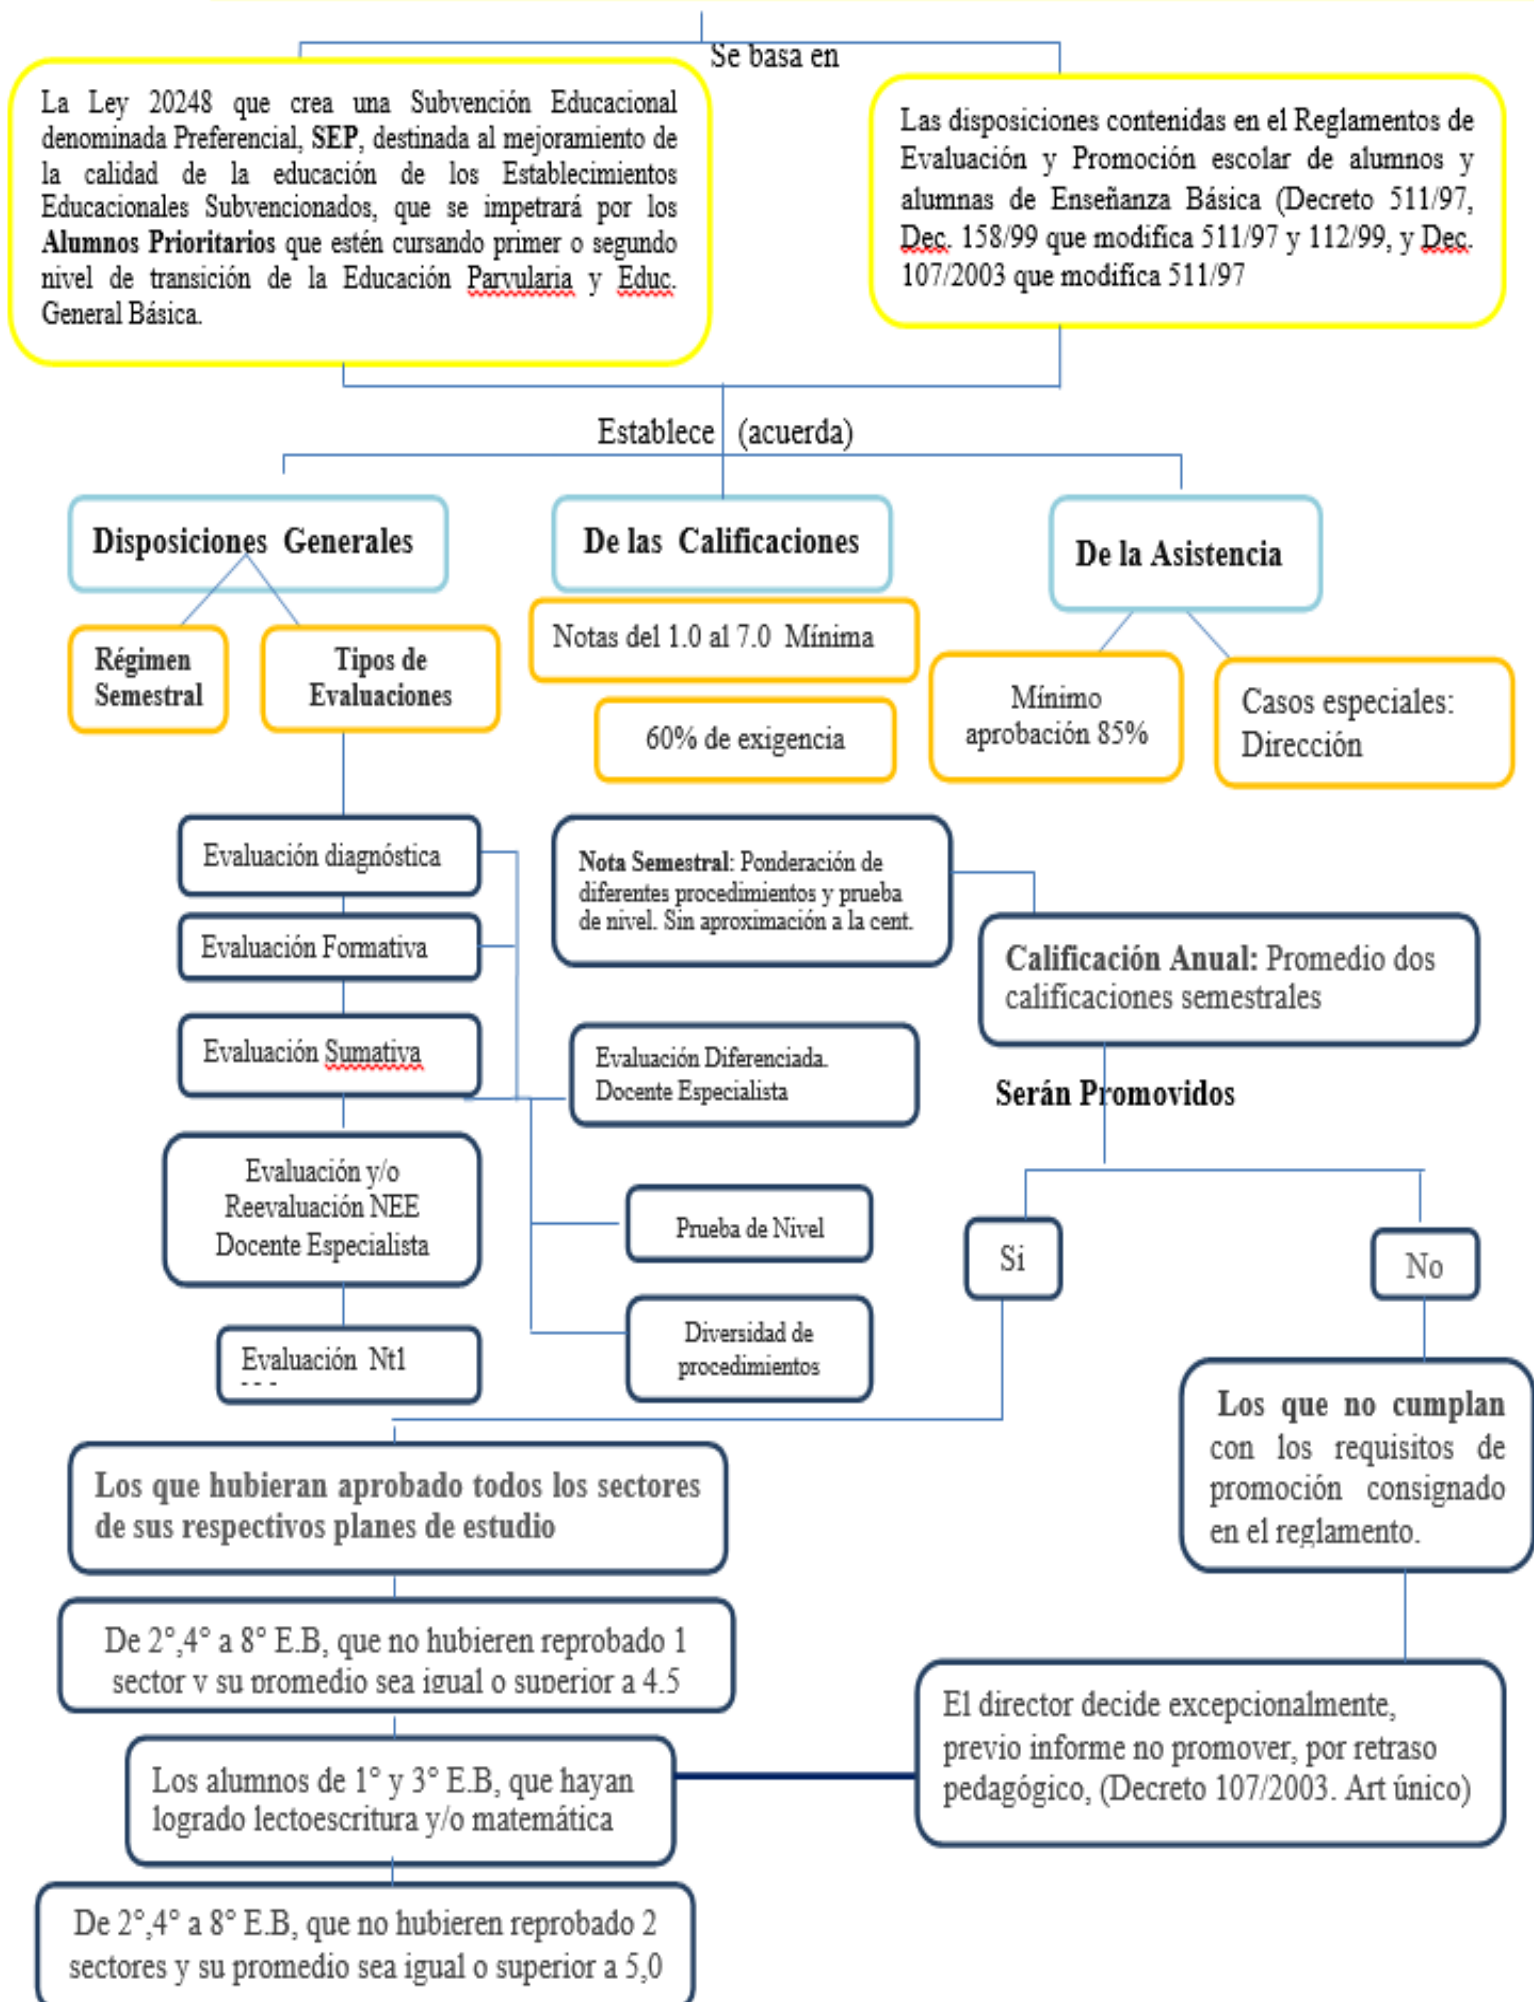 Se basa en
La Ley 20248 que crea una Subvención Educacional
denominada Preferencial, SEP, destinada al mejoramiento de
la calidad de la educación de los Establecimientos
Educacionales Subvencionados, que se impetrará por los
Alumnos Prioritarios que estén cursando primer o segundo
nivel de transición de la Educación Parvularia y Educ.
General Básica.
Las disposiciones contenidas en el Reglamentos de
Evaluación y Promoción escolar de alumnos y
alumnas de Enseñanza Básica (Decreto 511/97,
Dec. 158/99 que modifica 511/97 y 112/99, y Dec.
107/2003 que modifica 511/97
Establece (acuerda)
Disposiciones Generales
De las Calificaciones
De la Asistencia
Régimen
Semestral
Tipos de
Evaluaciones
Notas del 1.0 al 7.0 Mínima
60% de exigencia
Mínimo
aprobación 85%
Casos especiales:
Dirección
Evaluación diagnóstica
Evaluación Formativa
Evaluación Sumativa
Evaluación y/o
Reevaluación NEE
Docente Especialista
Evaluación Nt1
Nota Semestral: Ponderación de
diferentes procedimientos y prueba
de nivel. Sin aproximación a la cent.
Evaluación Diferenciada.
Docente Especialista
Prueba de Nivel
Diversidad de
procedimientos
Calificación Anual: Promedio dos
calificaciones semestrales
Serán Promovidos
Si
No
Los que no cumplan
con los requisitos de
promoción consignado
en el reglamento.
Los que hubieran aprobado todos los sectores
de sus respectivos planes de estudio
De 2°,4° a 8° E.B, que no hubieren reprobado 1
sector y su promedio sea igual o superior a 4.5
Los alumnos de 1° y 3° E.B, que hayan
logrado lectoescritura y/o matemática
El director decide excepcionalmente,
previo informe no promover, por retraso
pedagógico, (Decreto 107/2003. Art único)
De 2°,4° a 8° E.B, que no hubieren reprobado 2
sectores y su promedio sea igual o superior a 5,0